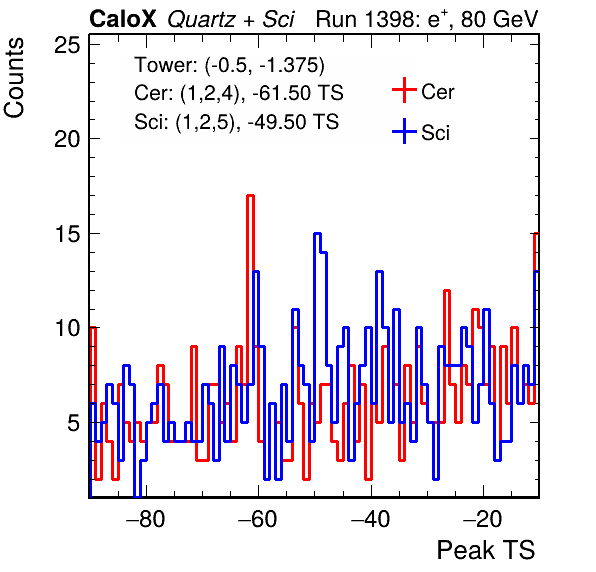 CaloX Quartz + Sci Run 1398: e+, 80 GeV
Counts
25
20
15
10
5
Tower: (-0.5, -1.375)
Cer: (1,2,4), -61.50 TS
Sci: (1,2,5), -49.50 TS
Cer
Sci
−80 −60 −40 −20
Peak TS